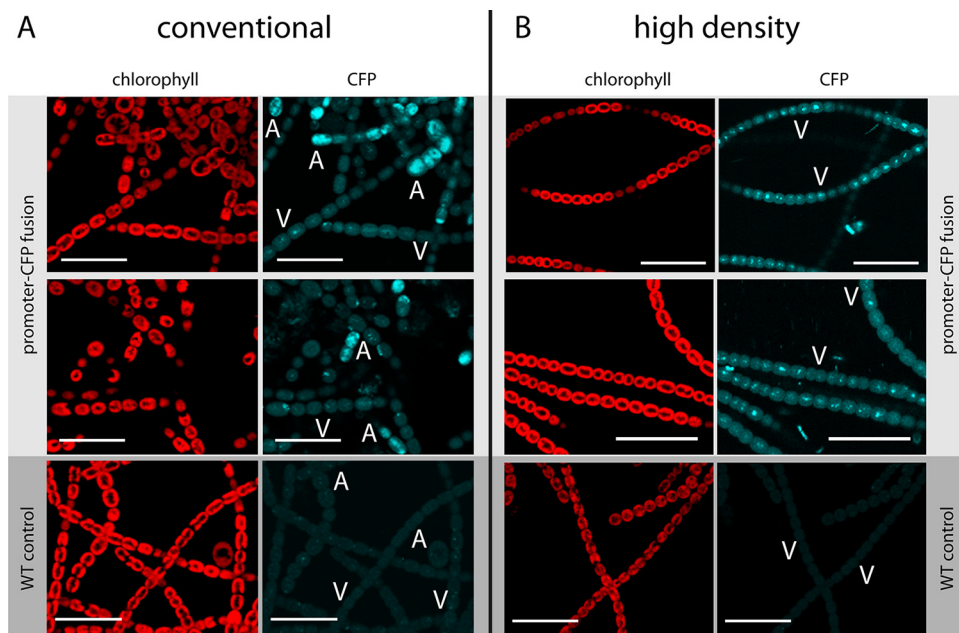 A conventional
B high density
chlorophyll CFP
chlorophyll CFP
promoter-CFP fusion
A
A
A
V
V
V
V
promoter-CFP fusion
A
V
A
V
V
WT control
A
A
V
V
V
V
WT control